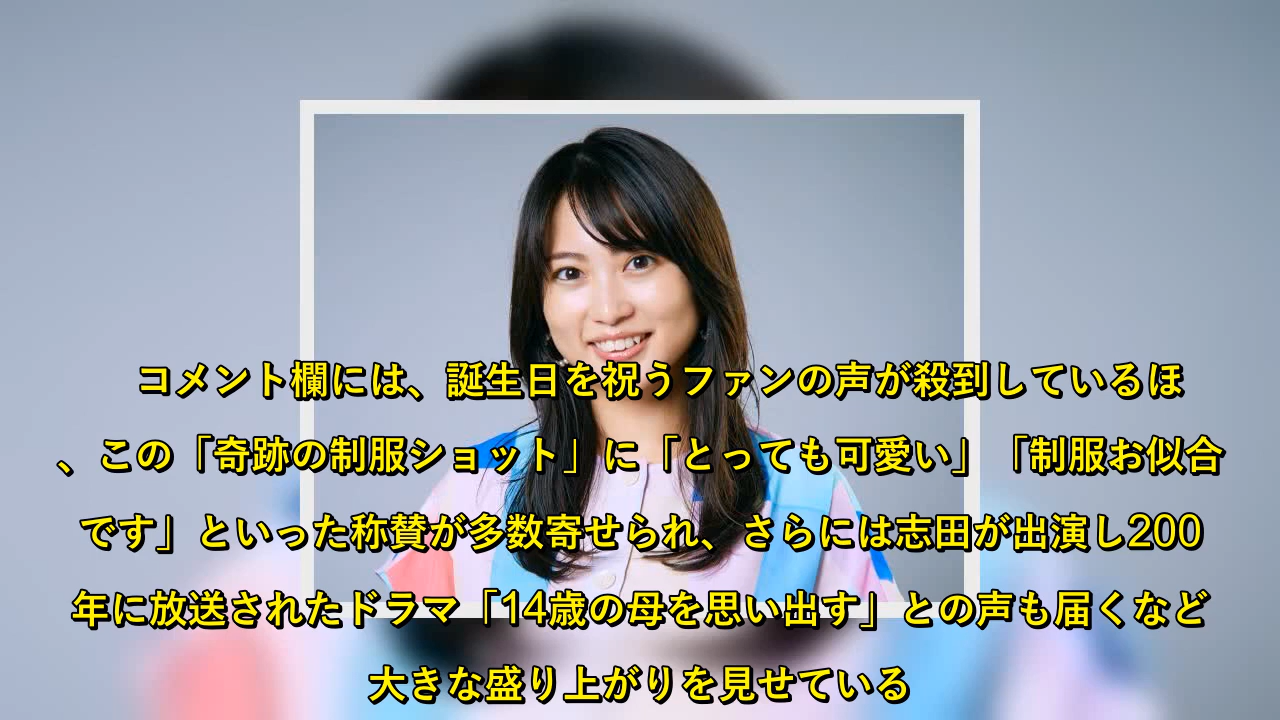 コメント欄には、誕生日を祝うファンの声が殺到しているほ
、この「奇跡の制服ショット」に「とっても可愛い」「制服お似合
です」といった称賛が多数寄せられ、さらには志田が出演し200
年に放送されたドラマ「14歳の母を思い出す」との声も届くなど
大きな盛り上がりを見せている